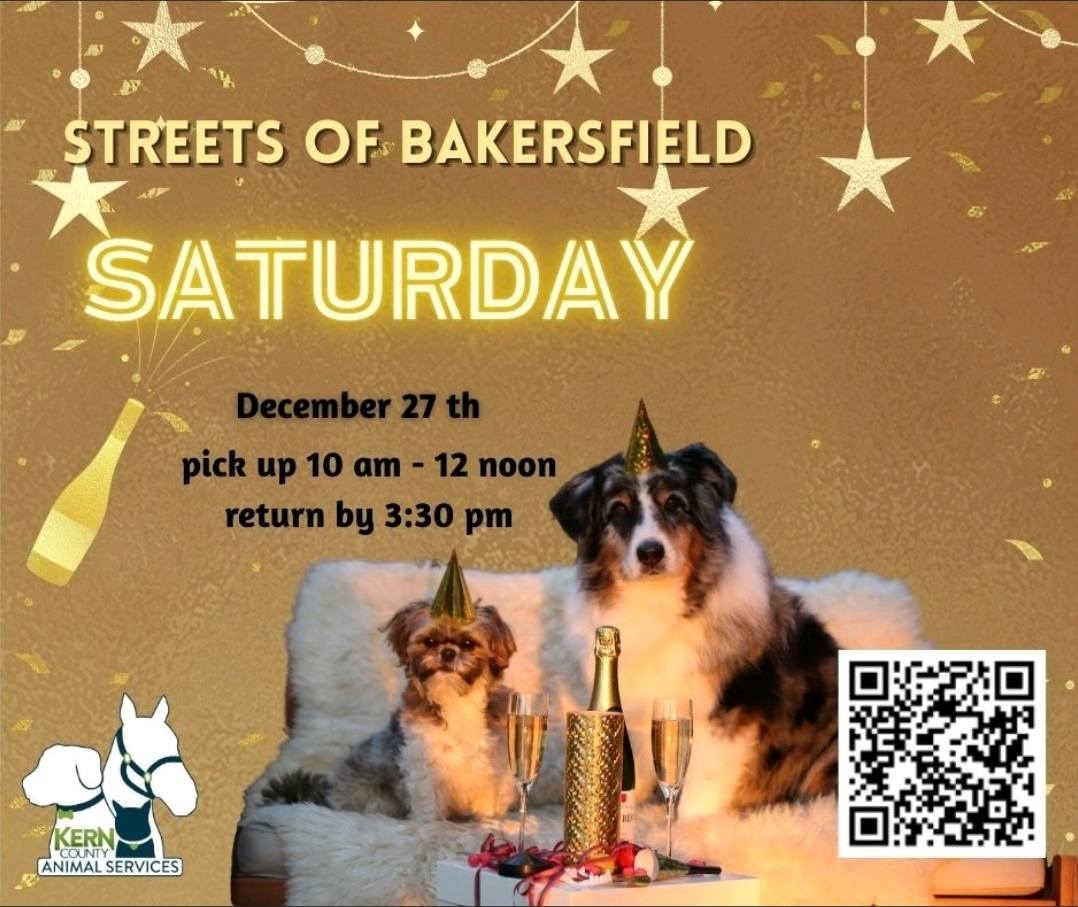 STREETS OF BAKERSFIELD
SATURDAY
December 27 th
pick up 10 am - 12 noon
return by 3:30 pm
KERN
COUNTY
ANIMAL SERVICES